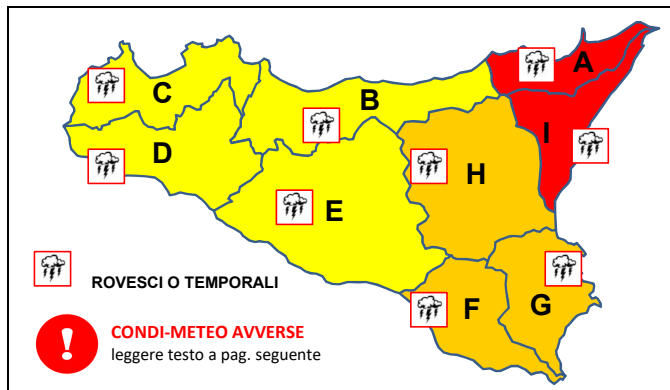 A
C
B
I
D
H
E
ROVESCI O TEMPORALI
F
G
CONDI-METEO AVVERSE
leggere testo a pag. seguente